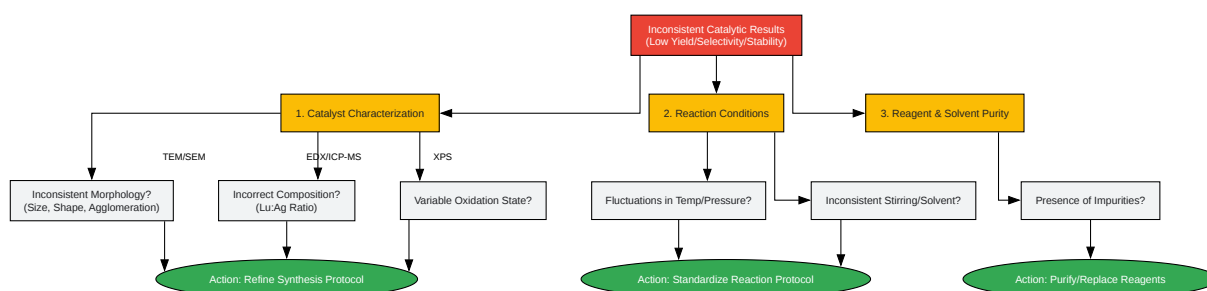 Inconsistent Catalytic Results
(Low Yield/Selectivity/Stability)
1. Catalyst Characterization
2. Reaction Conditions
3. Reagent & Solvent Purity
TEM/SEM
EDX/ICP-MS
XPS
Inconsistent Morphology?
(Size, Shape, Agglomeration)
Incorrect Composition?
(Lu:Ag Ratio)
Variable Oxidation State?
Fluctuations in Temp/Pressure?
Inconsistent Stirring/Solvent?
Presence of Impurities?
Action: Refine Synthesis Protocol
Action: Standardize Reaction Protocol
Action: Purify/Replace Reagents